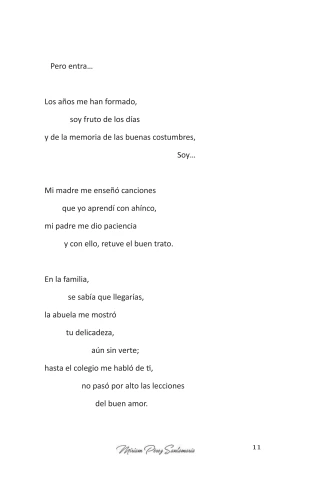 Pero entra…
Los años me han formado,
soy fruto de los días
y de la memoria de las buenas costumbres,
Soy…
Mi madre me enseñó canciones
que yo aprendí con ahínco,
mi padre me dio paciencia
y con ello, retuve el buen trato.
En la familia,
se sabía que llegarías,
la abuela me mostró
tu delicadeza,
aún sin verte;
hasta el colegio me habló de ti,
no pasó por alto las lecciones
del buen amor.
Míriam Pérez Santamaría 11